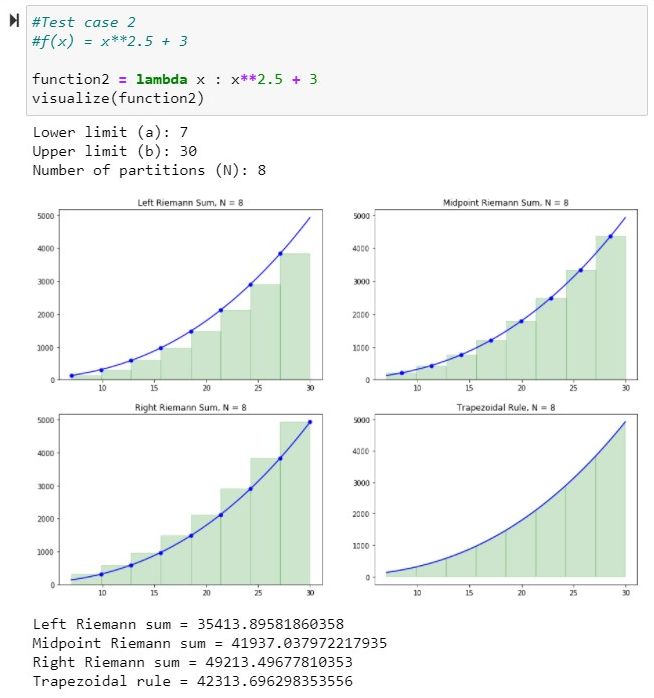 #Test case 2
#f(x) = x**2.5 + 3
function2 = lambda x : x**2.5 + 3
visualize(function2)
Lower limit (a): 7
Upper limit (b): 30
Number of partitions (N): 8
Left Riemann Sum, N = 8
5000
4000
3000
2000
1000
0
10
15
20
25
30
Midpoint Riemann Sum, N = 8
5000
4000
3000
2000
1000
0
10
15
20
25
30
Right Riemann Sum, N = 8
5000
4000
3000
2000
1000
0
10
15
20
25
30
Trapezoidal Rule, N = 8
5000
4000
3000
2000
1000
0
10
15
20
25
30
Left Riemann sum = 35413.89581860358
Midpoint Riemann sum = 41937.037972217935
Right Riemann sum = 49213.49677810353
Trapezoidal rule = 42313.696298353556